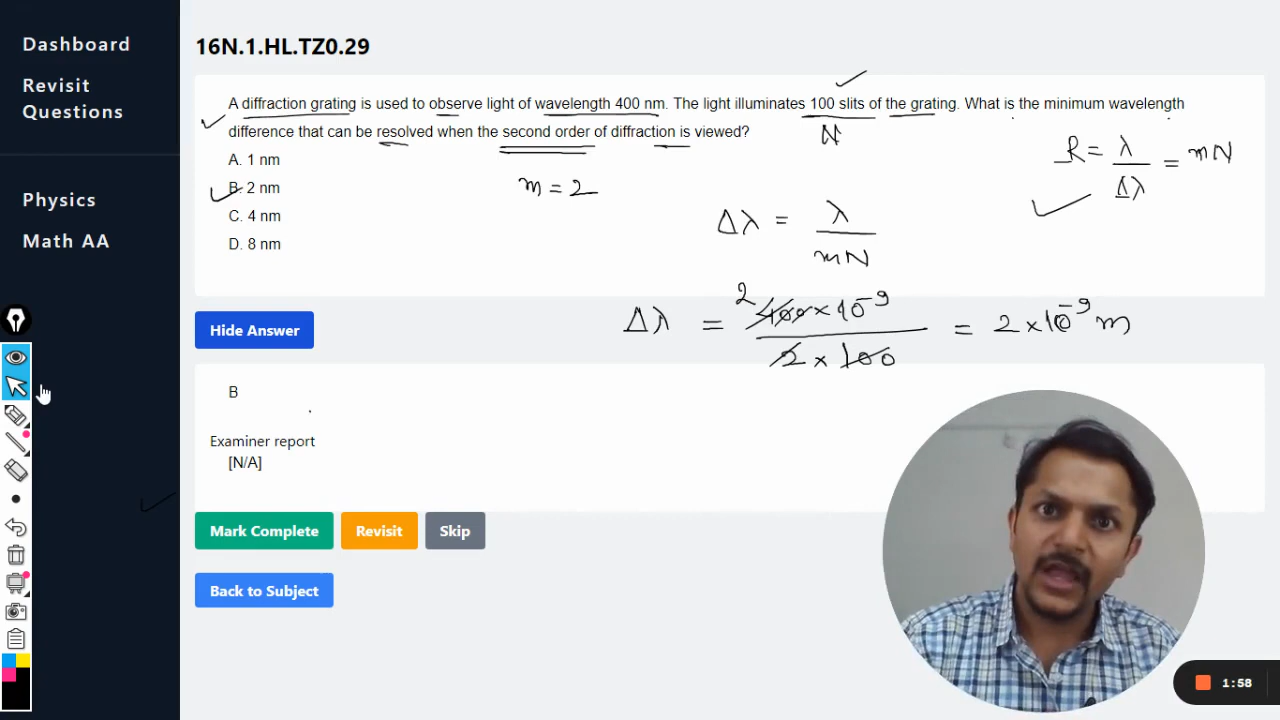 Dashboard
Revisit
Questions
Physics
Math AA
16N.1.HL.TZ0.29
A diffraction grating is used to observe light of wavelength 400 nm. The light illuminates 100 slits of the grating. What is the minimum wavelength
difference that can be resolved when the second order of diffraction is viewed?
N
A. 1 nm
B. 2 nm
C. 4 nm
D. 8 nm
m = 2
R = λ / Δλ = mN
Δλ = λ / mN
Δλ = 2 400 × 10⁻⁹ / 2 × 100 = 2 × 10⁻⁹ m
Hide Answer
B
Examiner report
[N/A]
Mark Complete
Revisit
Skip
Back to Subject
1:58